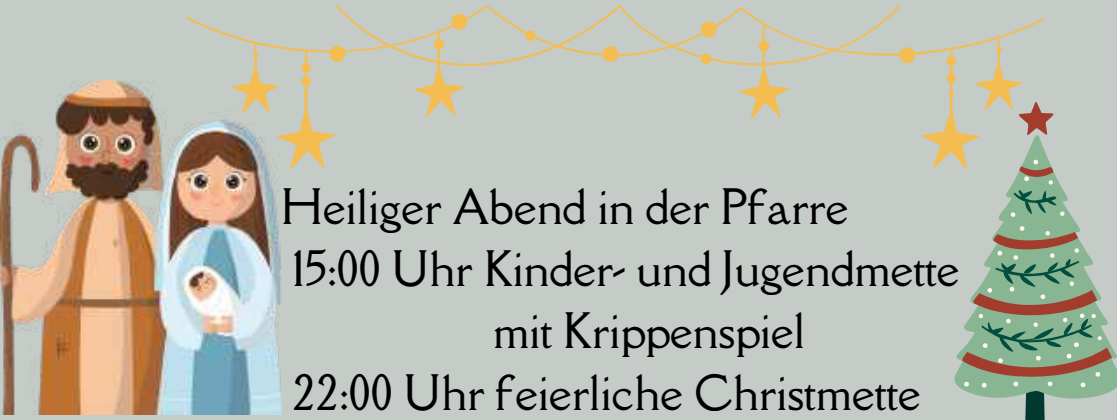 Heiliger Abend in der Pfarre
15:00 Uhr Kinder- und Jugendmette
mit Krippenspiel
22:00 Uhr feierliche Christmette